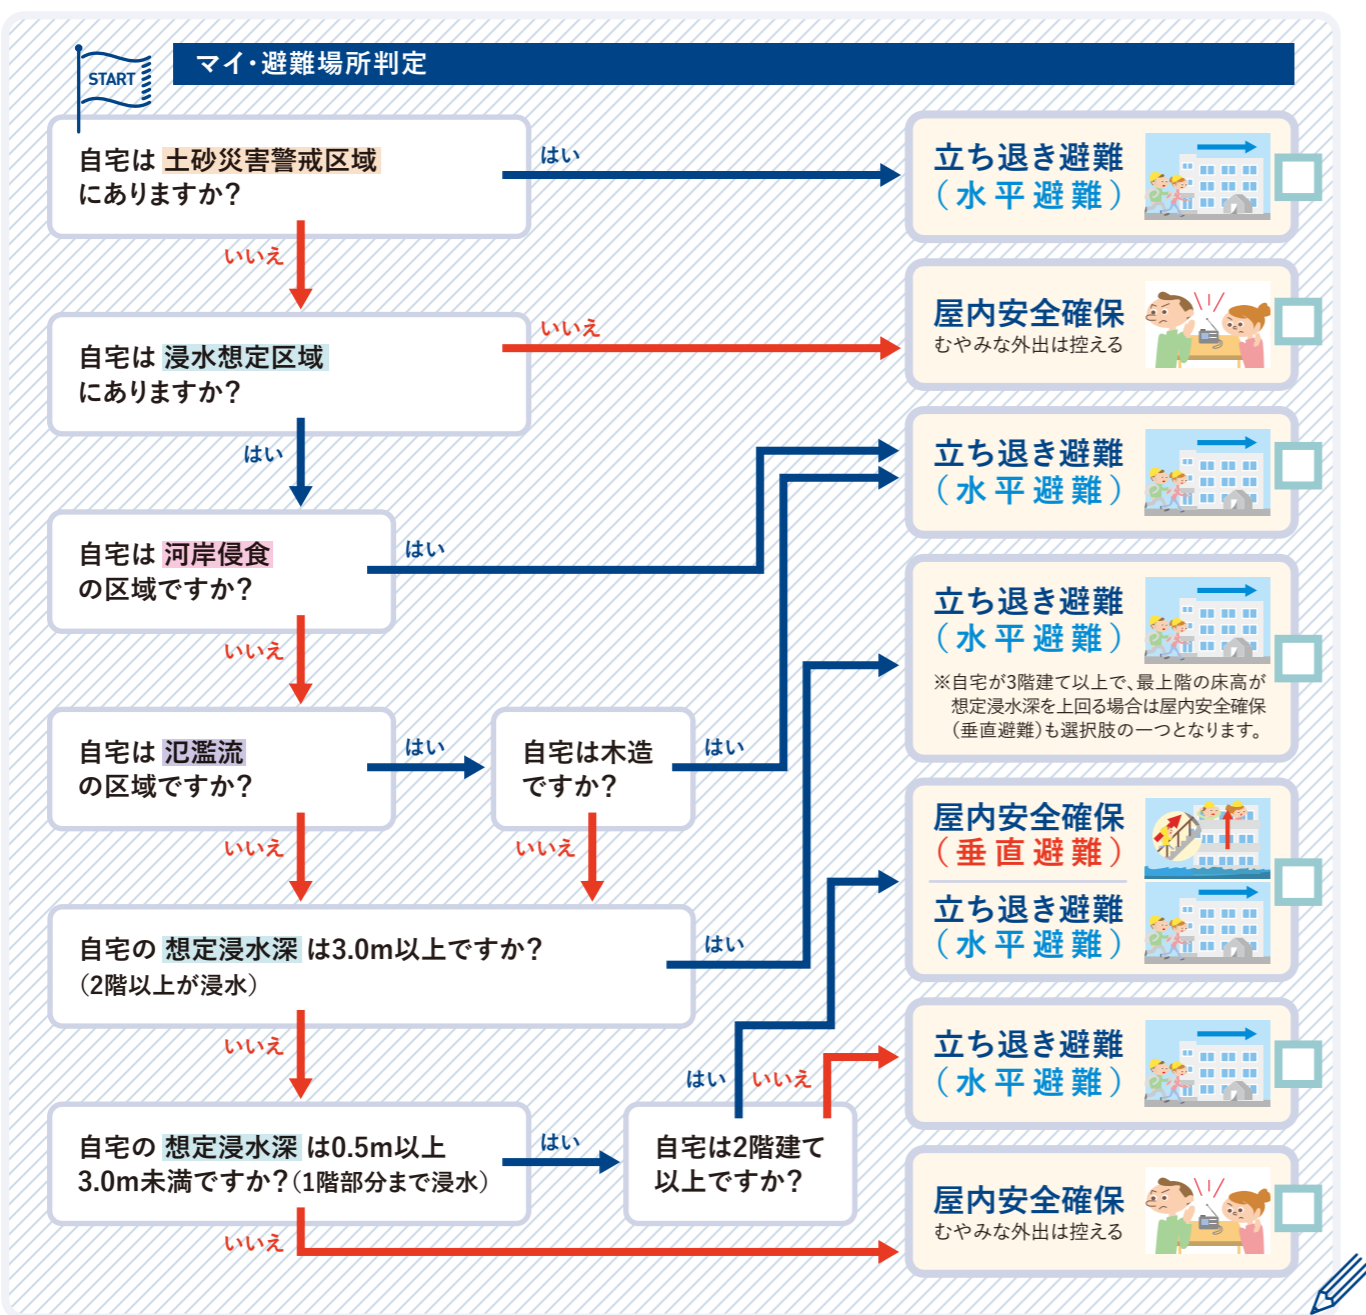 START
マイ・避難場所判定
自宅は 土砂災害警戒区域
にありますか？
はい
いいえ
立ち退き避難
（水平避難）
自宅は 浸水想定区域
にありますか？
いいえ
はい
屋内安全確保
むやみな外出は控える
自宅は 河岸侵食
の区域ですか？
はい
いいえ
立ち退き避難
（水平避難）
自宅は 氾濫流
の区域ですか？
はい
いいえ
自宅は木造
ですか？
はい
いいえ
立ち退き避難
（水平避難）
※自宅が3階建て以上で、最上階の床高が
想定浸水深を上回る場合は屋内安全確保
（垂直避難）も選択肢の一つとなります。
自宅の 想定浸水深 は3.0m以上ですか？
（2階以上が浸水）
はい
いいえ
屋内安全確保
（垂直避難）
立ち退き避難
（水平避難）
自宅の 想定浸水深 は0.5m以上
3.0m未満ですか？（1階部分まで浸水）
はい
いいえ
自宅は2階建て
以上ですか？
はい
いいえ
立ち退き避難
（水平避難）
屋内安全確保
むやみな外出は控える